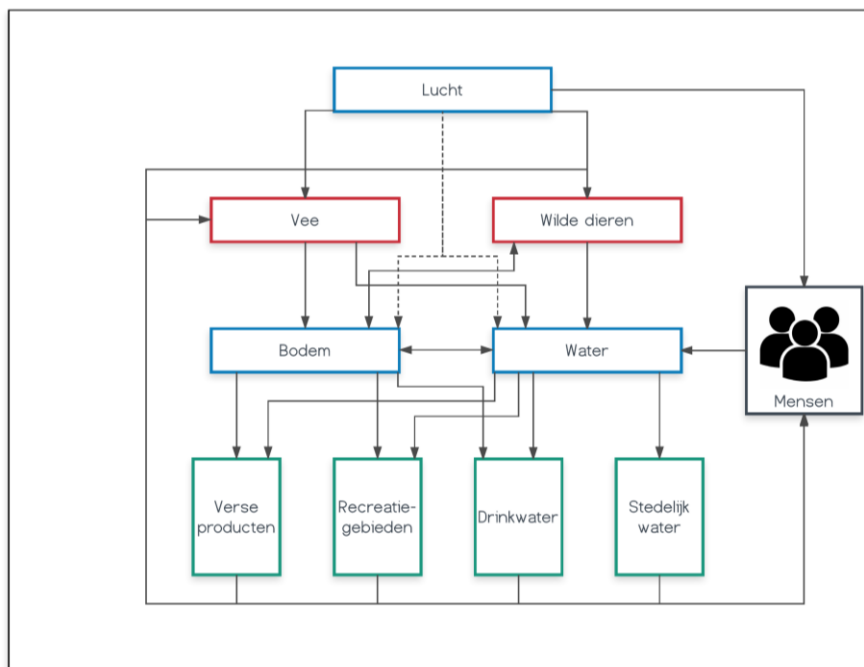 Lucht
Vee
Wilde dieren
Bodem
Water
Mensen
Verse
producten
Recreatie-
gebieden
Drinkwater
Stedelijk
water